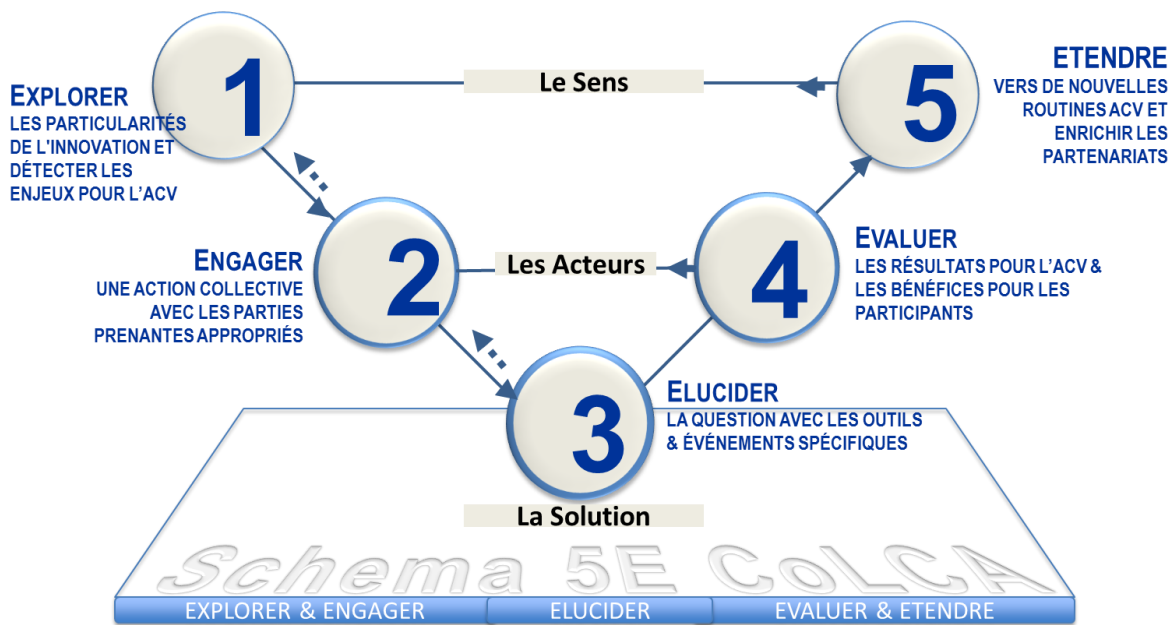 1
EXPLORER
LES PARTICULARITÉS
DE L'INNOVATION ET
DÉTECTER LES
ENJEUX POUR L'ACV
Le Sens
5
ETENDRE
VERS DE NOUVELLES
ROUTINES ACV ET
ENRICHIR LES
PARTENARIATS
2
ENGAGER
UNE ACTION COLLECTIVE
AVEC LES PARTIES
PRENANTES APPROPRIÉS
Les Acteurs
4
EVALUER
LES RÉSULTATS POUR L'ACV &
LES BÉNÉFICES POUR LES
PARTICIPANTS
3
ELUCIDER
LA QUESTION AVEC LES OUTILS
& ÉVÉNEMENTS SPÉCIFIQUES
La Solution
Schema 5E CoLCA
EXPLORER & ENGAGER
ELUCIDER
EVALUER & ETENDRE